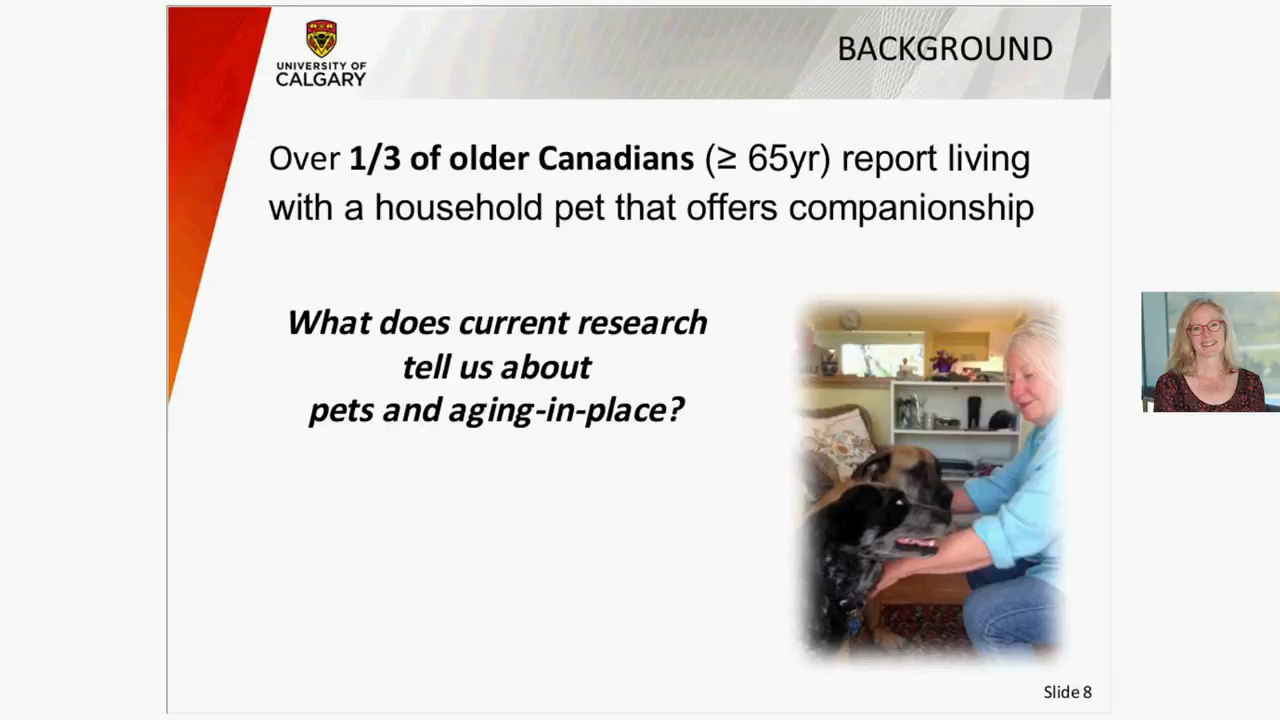 UNIVERSITY OF
CALGARY
BACKGROUND
Over 1/3 of older Canadians (≥ 65yr) report living
with a household pet that offers companionship
What does current research
tell us about
pets and aging-in-place?
Slide 8